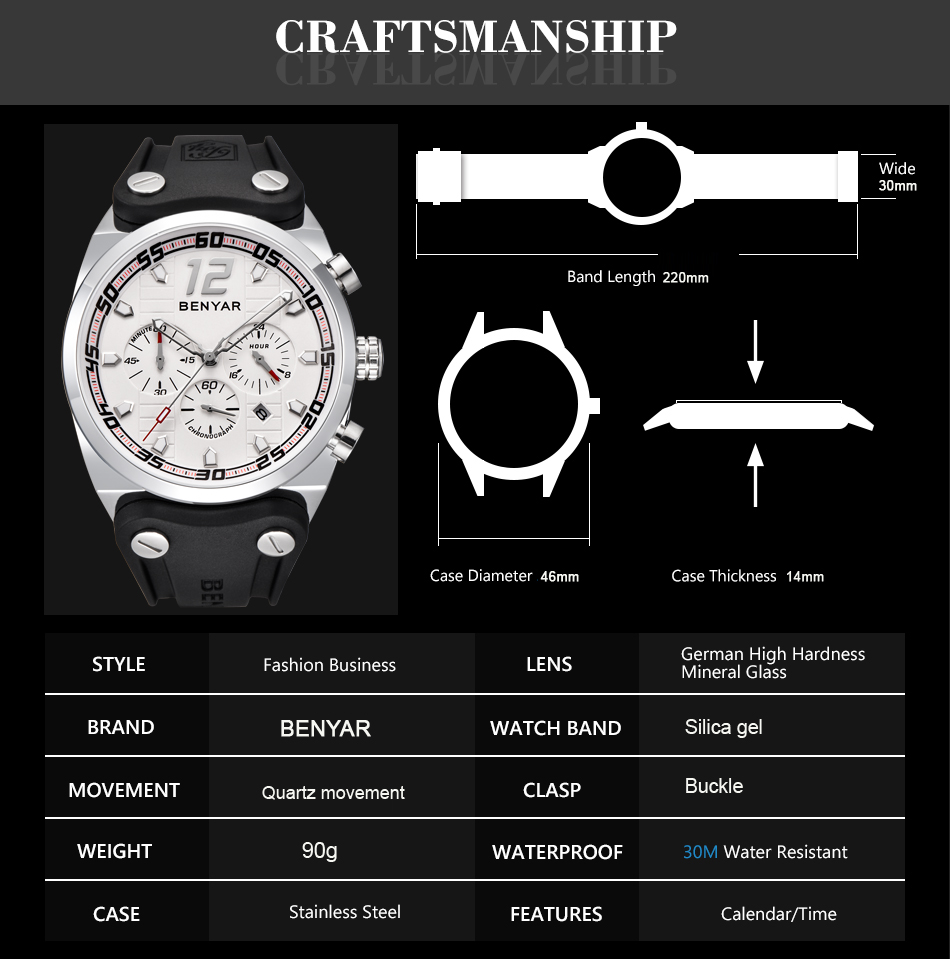 CRAFTSMANSHIP
60
05
10
15
20
25
30
35
40
45
50
55
12
BENYAR
MINUTE
45
15
30
24
HOUR
16
8
60
CHRONOGRAPH
BE
Wide
30mm
Band Length 220mm
Case Diameter 46mm
Case Thickness 14mm
STYLE Fashion Business LENS German High Hardness
Mineral Glass
BRAND BENYAR WATCH BAND Silica gel
MOVEMENT Quartz movement CLASP Buckle
WEIGHT 90g WATERPROOF 30M Water Resistant
CASE Stainless Steel FEATURES Calendar/Time